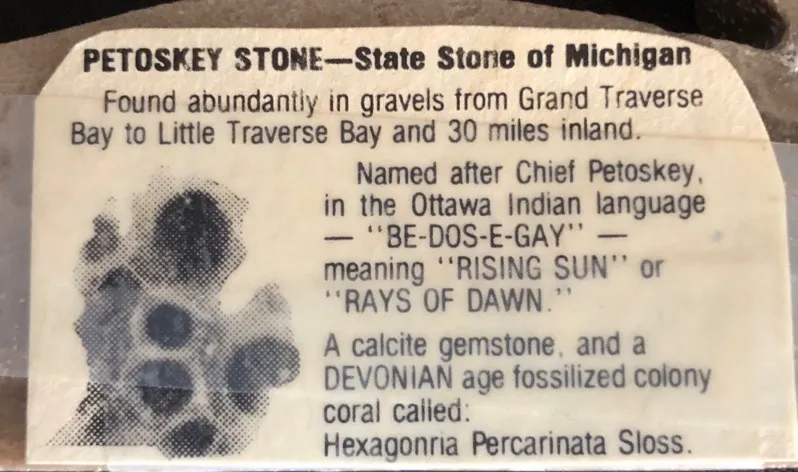 PETOSKEY STONE—State Stone of Michigan
Found abundantly in gravels from Grand Traverse
Bay to Little Traverse Bay and 30 miles inland.
Named after Chief Petoskey,
in the Ottawa Indian language
— "BE-DOS-E-GAY" —
meaning "RISING SUN" or
"RAYS OF DAWN."
A calcite gemstone, and a
DEVONIAN age fossilized colony
coral called:
Hexagonria Percarinata Sloss.